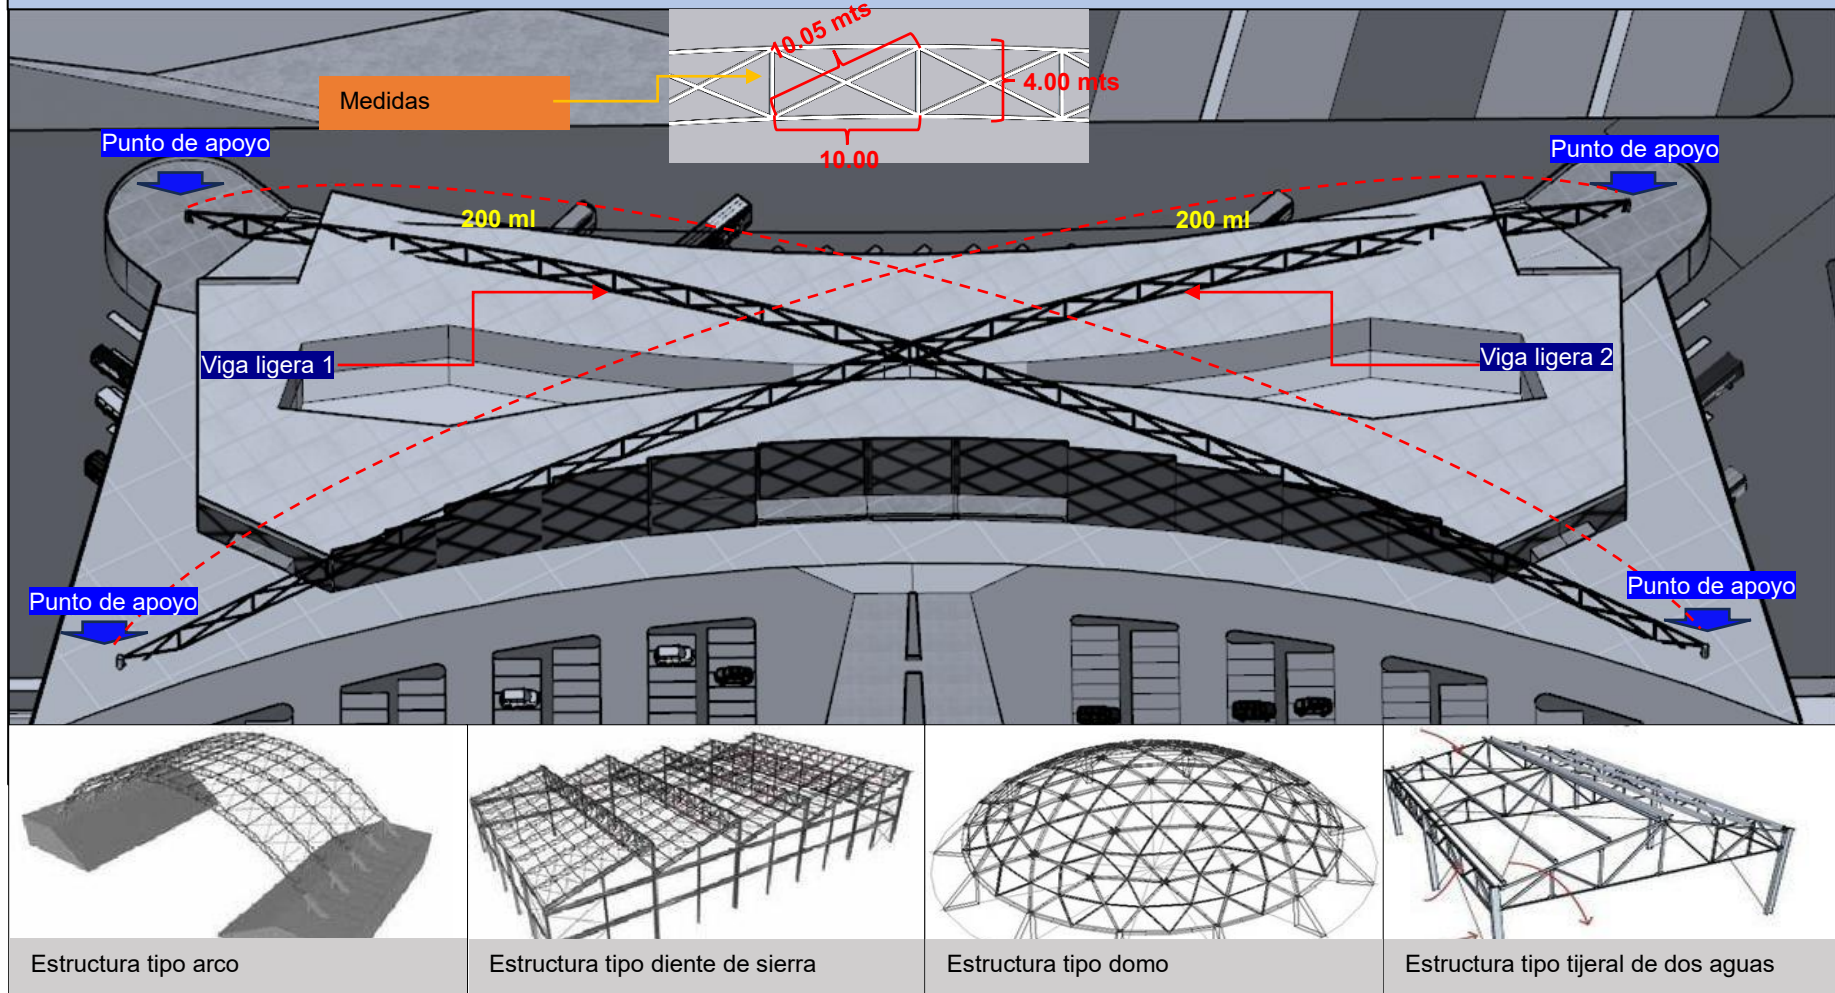 10.05 mts
Medidas
4.00 mts
10.00
Punto de apoyo
Punto de apoyo
200 ml
200 ml
Viga ligera 1
Viga ligera 2
Punto de apoyo
Punto de apoyo
Estructura tipo arco
Estructura tipo diente de sierra
Estructura tipo domo
Estructura tipo tijeral de dos aguas